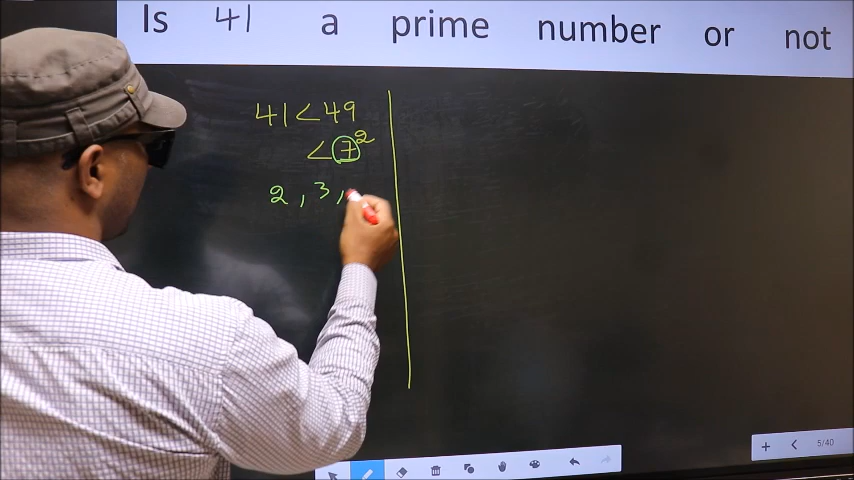 Is 41 a prime number or not
41 < 49
< 7²
2 , 3 ,
5/40